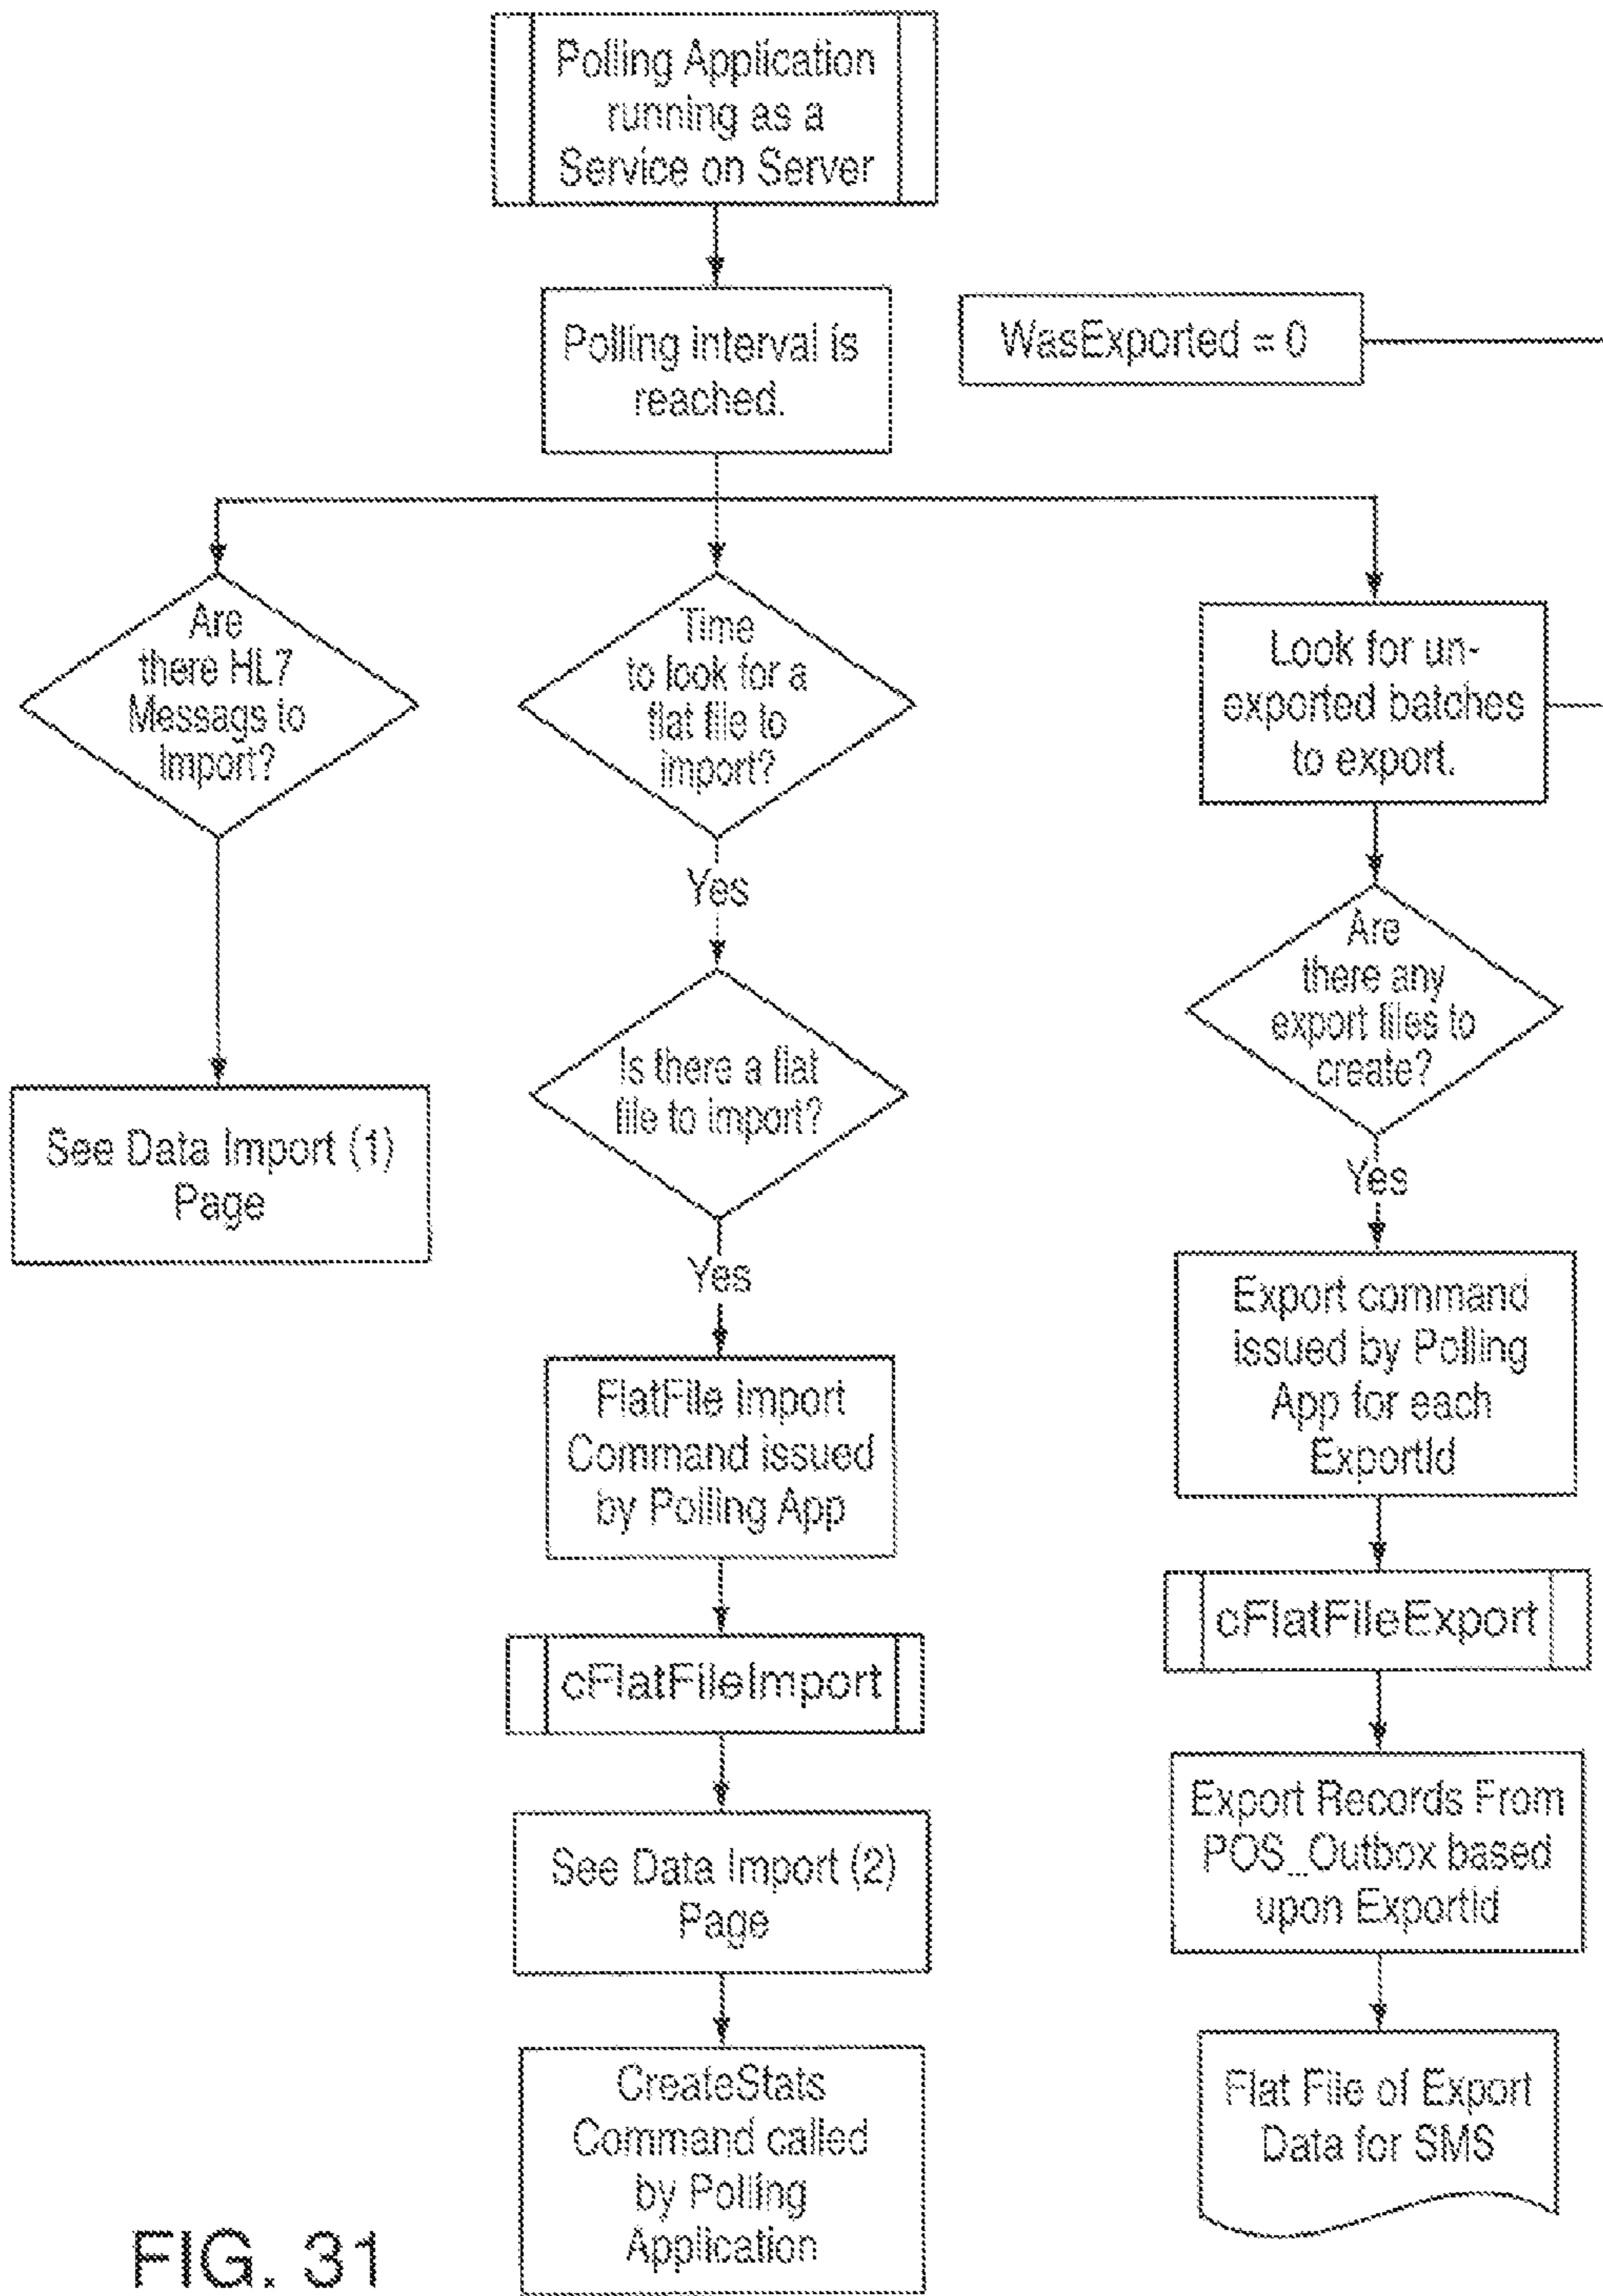 Polling Application
running as a
Service on Server
Polling interval is
reached.
WasExported = 0
Are
there HL7
Messags to
Import?
Time
to look for a
flat file to
import?
Look for un-
exported batches
to export.
Yes
Are
there any
export files to
create?
Is there a flat
file to import?
See Data Import (1)
Page
Yes
Yes
Export command
issued by Polling
App for each
ExportId
FlatFile Import
Command issued
by Polling App
cFlatFileExport
cFlatFileImport
Export Records From
POS_Outbox based
upon ExportId
See Data Import (2)
Page
CreateStats
Command called
by Polling
Application
Flat File of Export
Data for SMS
FIG. 31